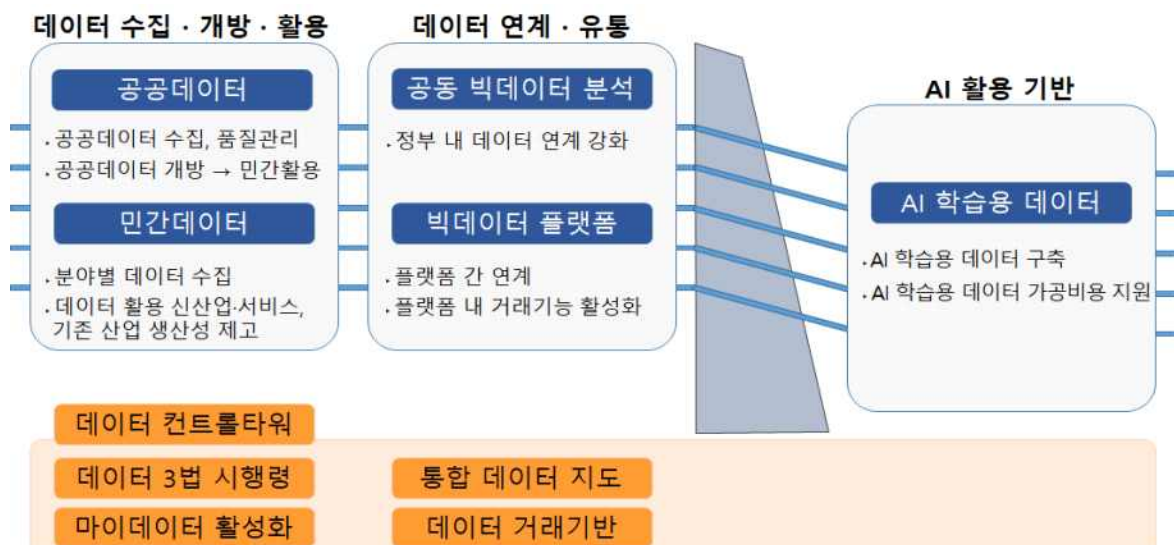 데이터 수집 · 개방 · 활용
공공데이터
. 공공데이터 수집, 품질관리
. 공공데이터 개방 → 민간활용
민간데이터
. 분야별 데이터 수집
. 데이터 활용 신산업·서비스,
기존 산업 생산성 제고
데이터 연계 · 유통
공동 빅데이터 분석
. 정부 내 데이터 연계 강화
빅데이터 플랫폼
. 플랫폼 간 연계
. 플랫폼 내 거래기능 활성화
AI 활용 기반
AI 학습용 데이터
. AI 학습용 데이터 구축
. AI 학습용 데이터 가공비용 지원
데이터 컨트롤타워
데이터 3법 시행령
마이데이터 활성화
통합 데이터 지도
데이터 거래기반